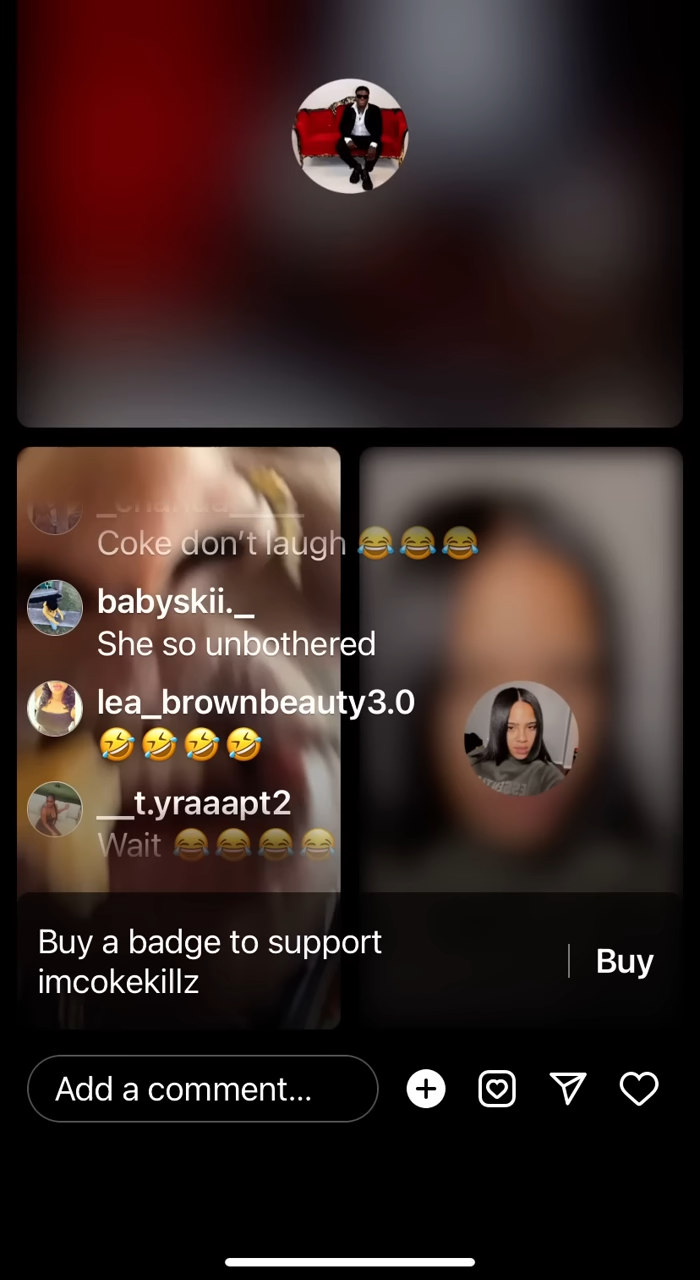 Coke don’t laugh 😂😂😂
babyskii._
She so unbothered
lea_brownbeauty3.0
🤣🤣🤣🤣
__t.yraaapt2
Wait 😂😂😂😂
Buy a badge to support
imcokekillz
Buy
Add a comment...